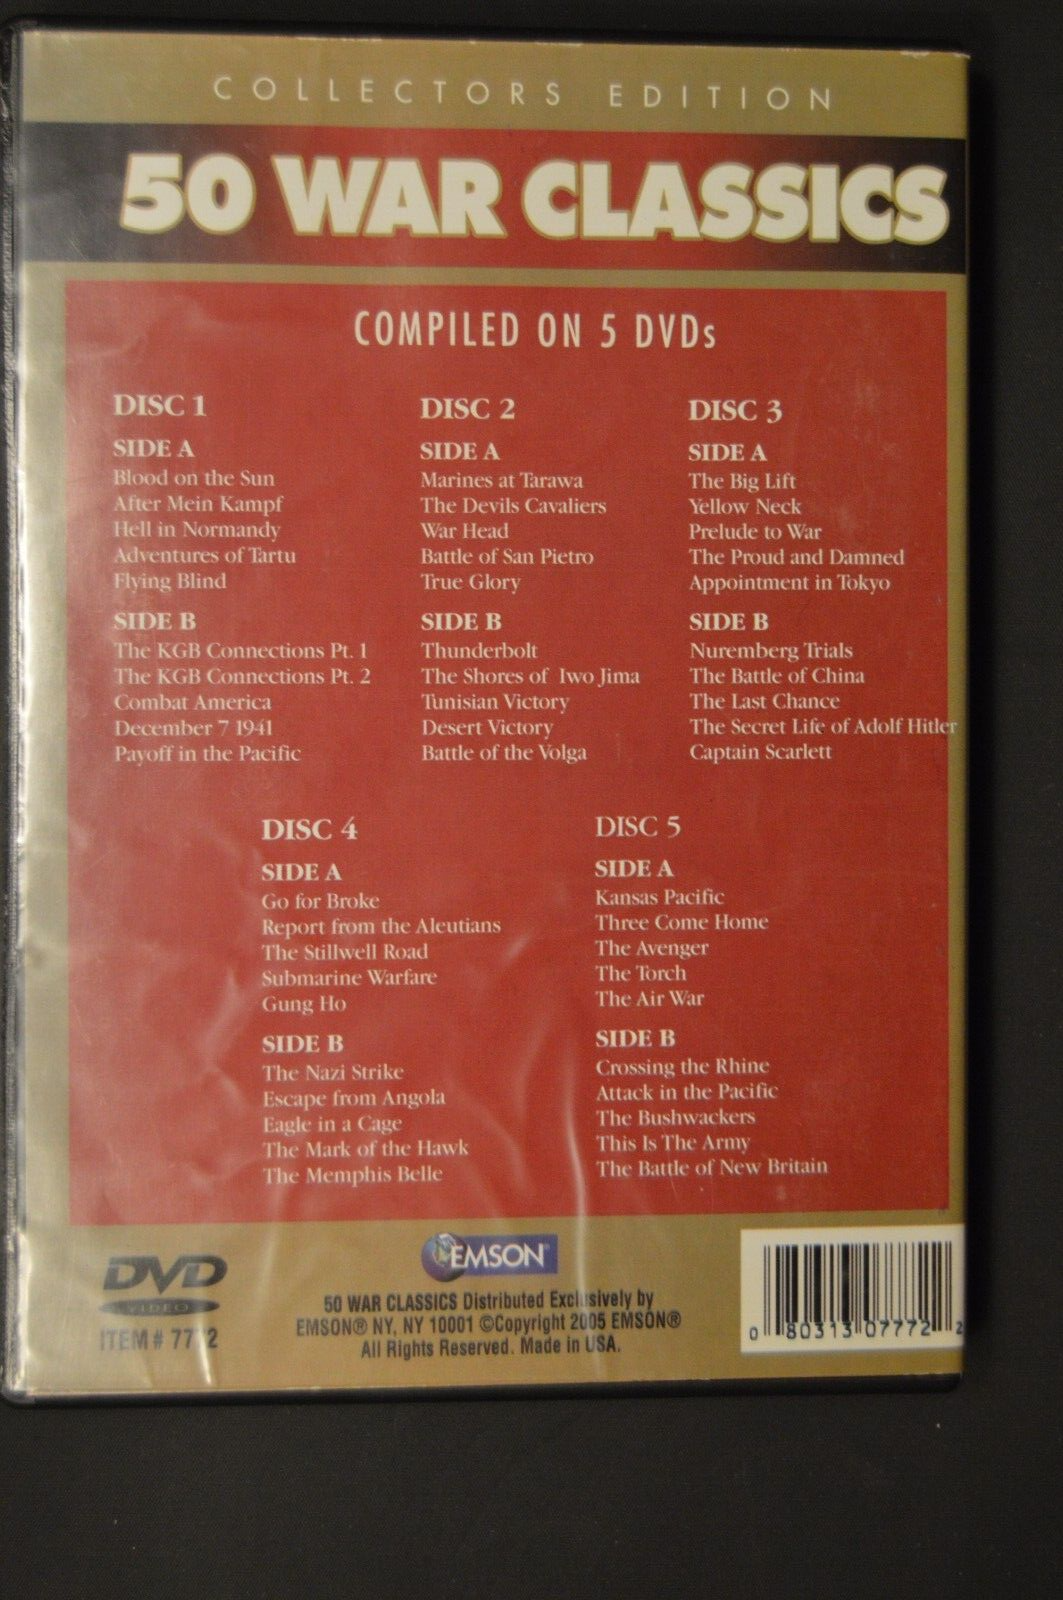 COLLECTORS EDITION
50 WAR CLASSICS
COMPILED ON 5 DVDs
DISC 1
SIDE A
Blood on the Sun
After Mein Kampf
Hell in Normandy
Adventures of Tartu
Flying Blind
SIDE B
The KGB Connections Pt. 1
The KGB Connections Pt. 2
Combat America
December 7 1941
Payoff in the Pacific
DISC 2
SIDE A
Marines at Tarawa
The Devils Cavaliers
War Head
Battle of San Pietro
True Glory
SIDE B
Thunderbolt
The Shores of Iwo Jima
Tunisian Victory
Desert Victory
Battle of the Volga
DISC 3
SIDE A
The Big Lift
Yellow Neck
Prelude to War
The Proud and Damned
Appointment in Tokyo
SIDE B
Nuremberg Trials
The Battle of China
The Last Chance
The Secret Life of Adolf Hitler
Captain Scarlett
DISC 4
SIDE A
Go for Broke
Report from the Aleutians
The Stillwell Road
Submarine Warfare
Gung Ho
SIDE B
The Nazi Strike
Escape from Angola
Eagle in a Cage
The Mark of the Hawk
The Memphis Belle
DISC 5
SIDE A
Kansas Pacific
Three Come Home
The Avenger
The Torch
The Air War
SIDE B
Crossing the Rhine
Attack in the Pacific
The Bushwackers
This Is The Army
The Battle of New Britain
DVD
VIDEO
ITEM # 7772
EMSON®
50 WAR CLASSICS Distributed Exclusively by
EMSON® NY, NY 10001 ©Copyright 2005 EMSON®
All Rights Reserved. Made in USA.
0 80313 07772 2